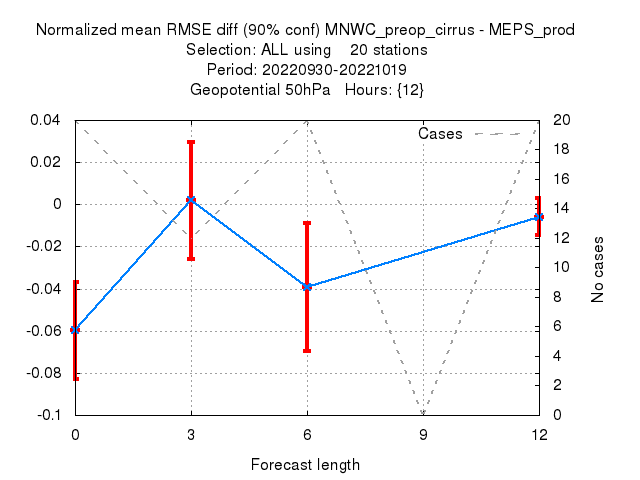 Normalized mean RMSE diff (90% conf) MNWC_preop_cirrus - MEPS_prod
Selection: ALL using    20 stations
Period: 20220930-20221019
Geopotential 50hPa   Hours: {12}
Cases
0.04
0.02
0
-0.02
-0.04
-0.06
-0.08
-0.1
20
18
16
14
12
10
8
6
4
2
0
No cases
0 3 6 9 12
Forecast length